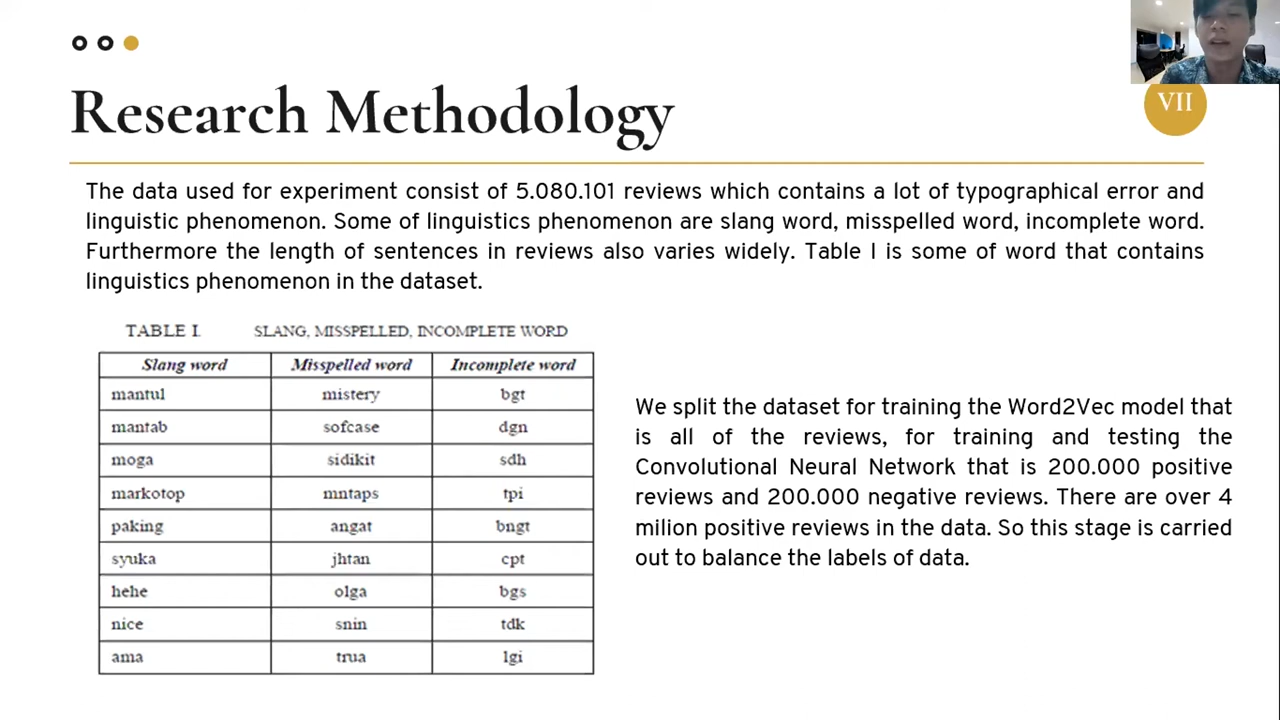 Research Methodology
VII
The data used for experiment consist of 5.080.101 reviews which contains a lot of typographical error and
linguistic phenomenon. Some of linguistics phenomenon are slang word, misspelled word, incomplete word.
Furthermore the length of sentences in reviews also varies widely. Table I is some of word that contains
linguistics phenomenon in the dataset.
TABLE I. SLANG, MISSPELLED, INCOMPLETE WORD
Slang word Misspelled word Incomplete word
mantul mistery bgt
mantab sofcase dgn
moga sidikit sdh
markotop mntaps tpi
paking angat bngt
syuka jhtan cpt
hehe olga bgs
nice snin tdk
ama trua lgi
We split the dataset for training the Word2Vec model that
is all of the reviews, for training and testing the
Convolutional Neural Network that is 200.000 positive
reviews and 200.000 negative reviews. There are over 4
milion positive reviews in the data. So this stage is carried
out to balance the labels of data.